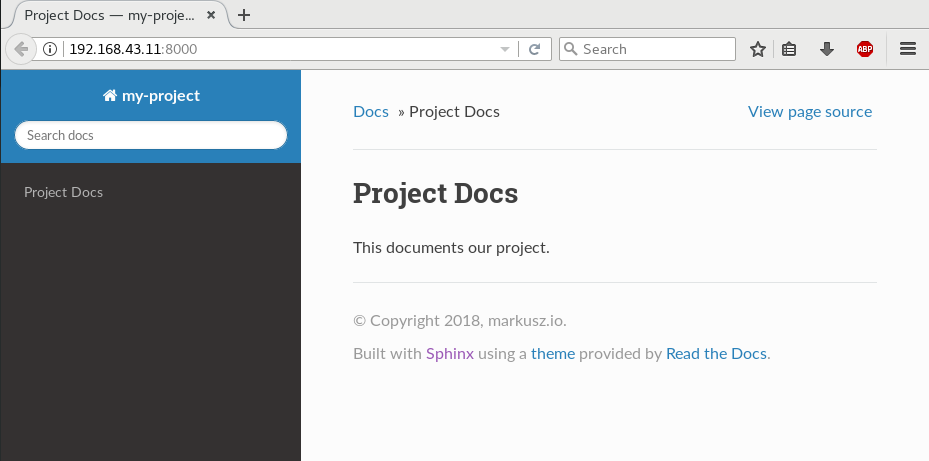 Project Docs — my-proje...
192.168.43.11:8000
Search
ABP
my-project
Search docs
Project Docs
Docs » Project Docs
View page source
Project Docs
This documents our project.
© Copyright 2018, markusz.io.
Built with Sphinx using a theme provided by Read the Docs.